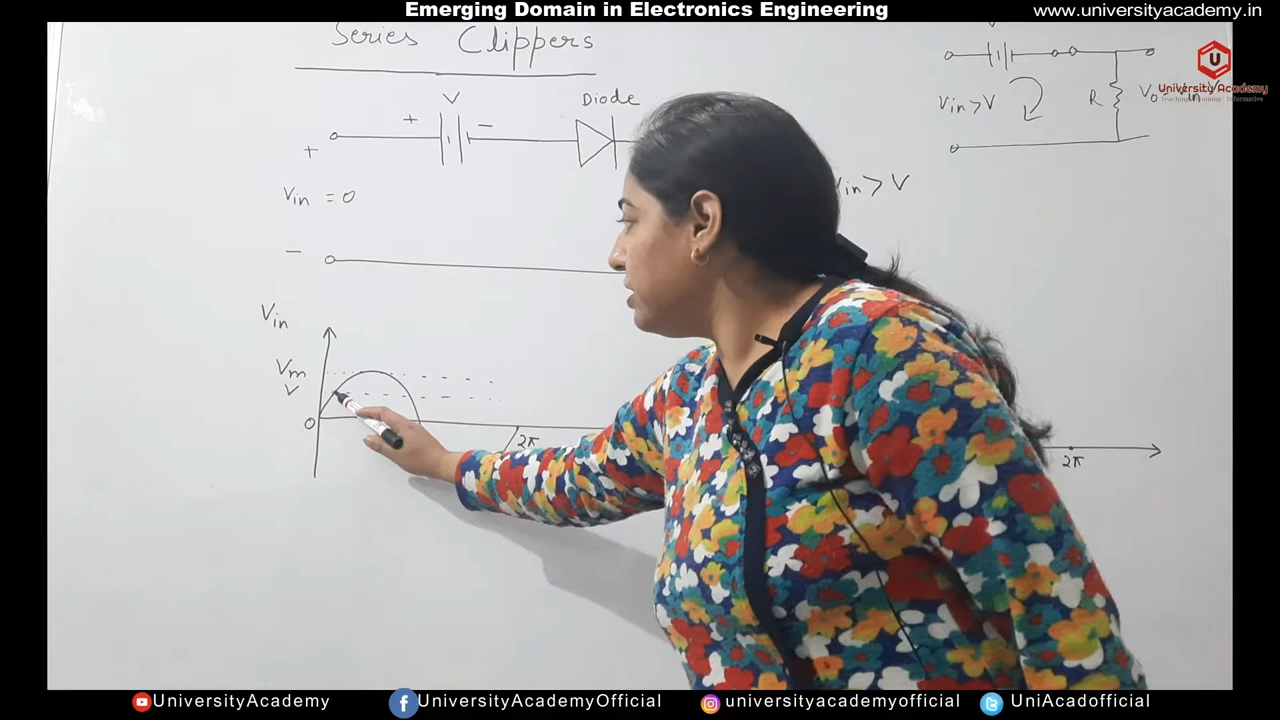 Emerging Domain in Electronics Engineering
www.universityacademy.in
Series Clippers
V
Diode
+ -
+
Vin = 0
-
Vin > V
R
Vo
U
University Academy
Vin > V
Vin
Vm
V
0
2π
2π
UniversityAcademy
UniversityAcademyOfficial
universityacademyofficial
UniAcadofficial